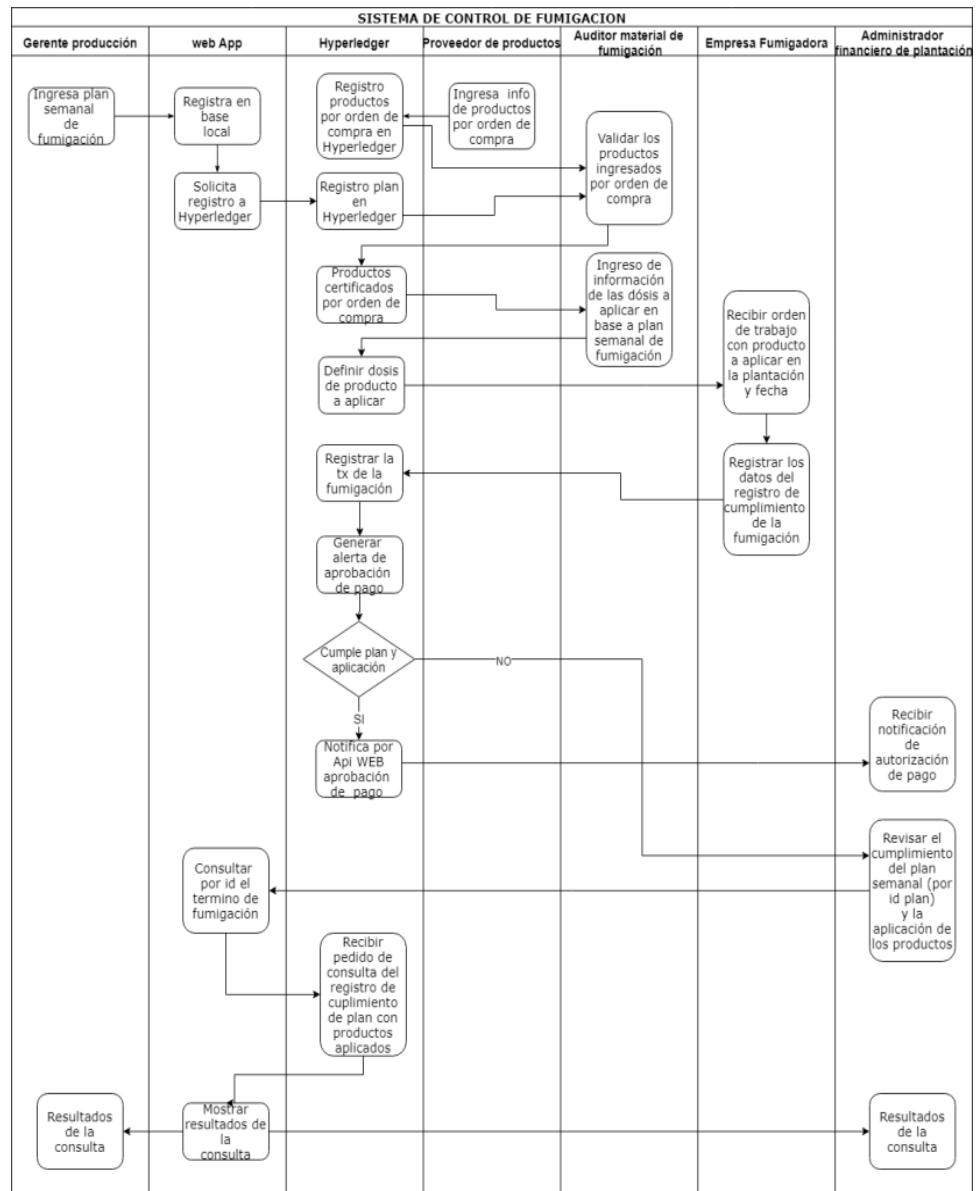 SISTEMA DE CONTROL DE FUMIGACION
Gerente producción
web App
Hyperledger
Proveedor de productos
Auditor material de
fumigación
Empresa Fumigadora
Administrador
financiero de plantación
Ingresa plan
semanal
de
fumigación
Registra en
base
local
Registro
productos
por orden de
compra en
Hyperledger
Ingresa info
de productos
por orden de
compra
Validar los
productos
ingresados
por orden de
compra
Solicita
registro a
Hyperledger
Registro plan
en
Hyperledger
Productos
certificados
por orden de
compra
Ingreso de
información
de las dósis a
aplicar en
base a plan
semanal de
fumigación
Recibir orden
de trabajo
con producto
a aplicar en
la plantación
y fecha
Definir dosis
de producto
a aplicar
Registrar la
tx de la
fumigación
Registrar los
datos del
registro de
cumplimiento
de la
fumigación
Generar
alerta de
aprobación
de pago
Cumple plan y
aplicación
NO
SI
Notifica por
Api WEB
aprobación
de pago
Recibir
notificación
de
autorización
de pago
Revisar el
cumplimiento
del plan
semanal (por
id plan)
y la
aplicación de
los productos
Consultar
por id el
termino de
fumigación
Recibir
pedido de
consulta del
registro de
cuplimiento
de plan con
productos
aplicados
Resultados
de la
consulta
Mostrar
resultados de
la
consulta
Resultados
de la
consulta